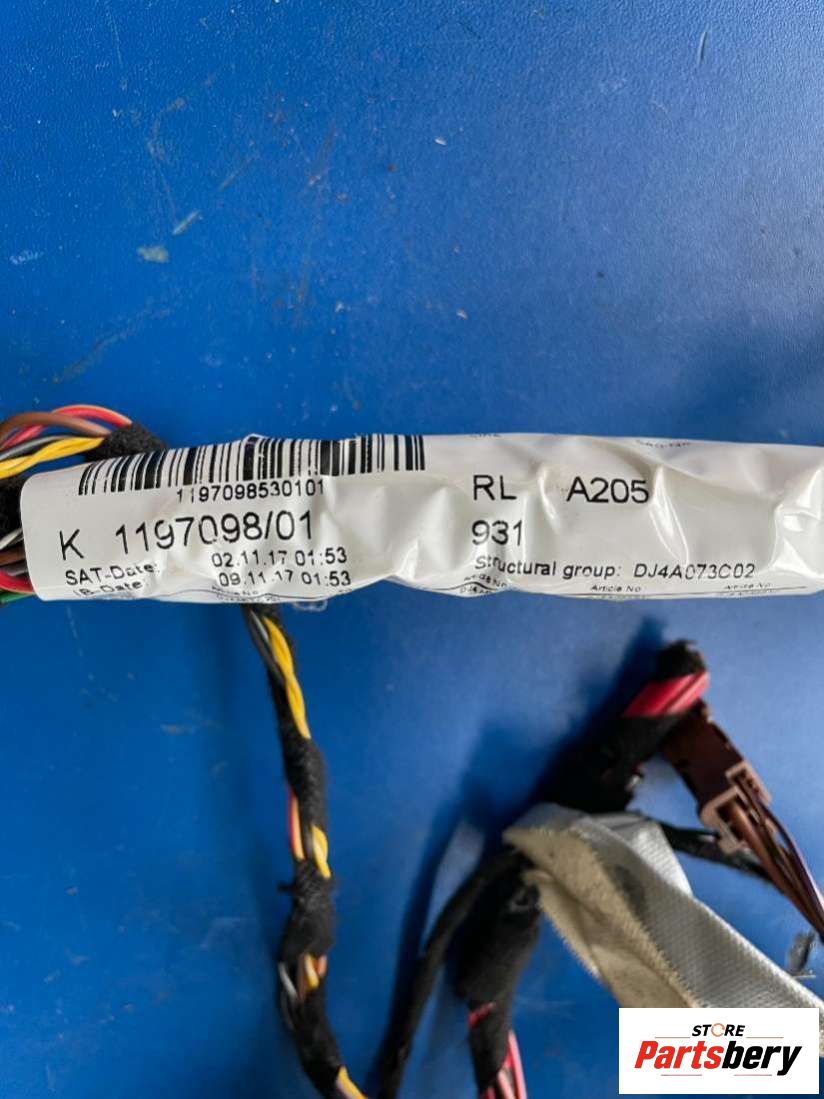 1197098530101
RL A205
K 1197098/01
931
SAT-Date: 02.11.17 01:53
09.11.17 01:53
Structural group: DJ4A073C02
Article No
STORE
Partsbery